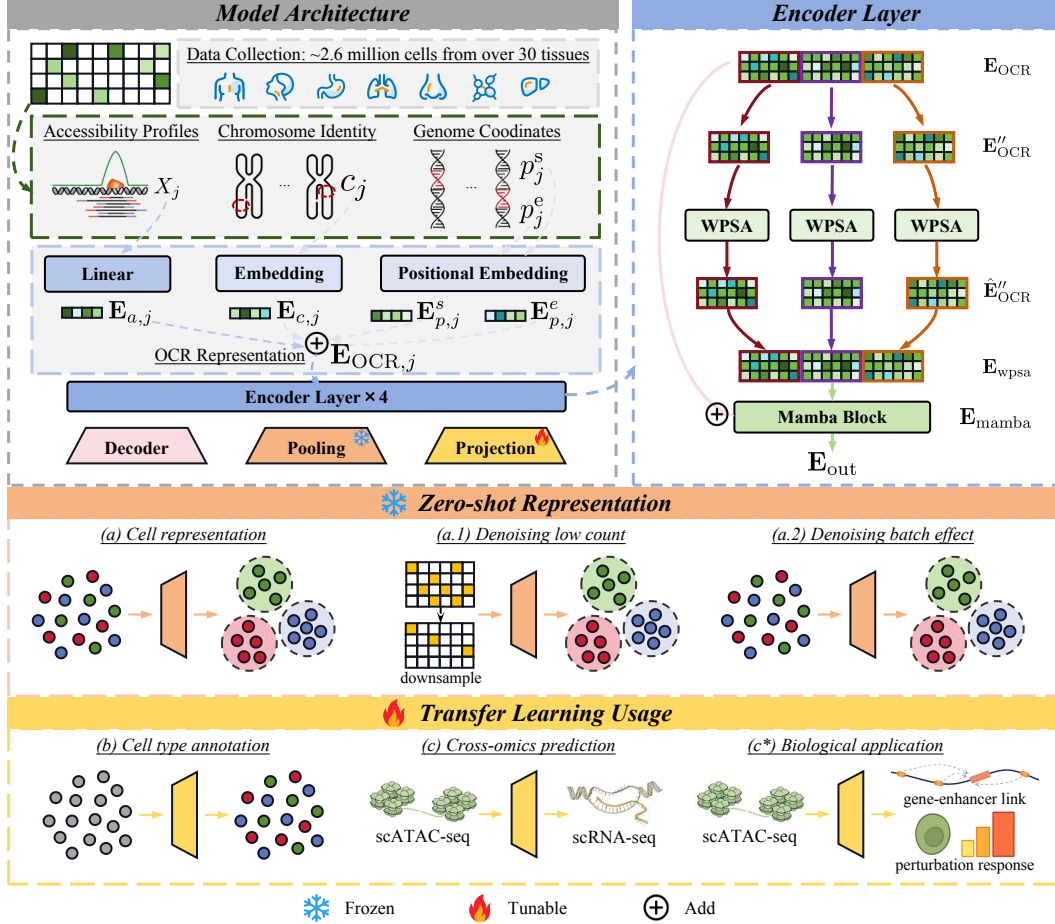 Model Architecture
Data Collection: ~2.6 million cells from over 30 tissues
Accessibility Profiles
Chromosome Identity
Genome Coordinates
X_j
... c_j
... p_j^s
p_j^e
Linear
Embedding
Positional Embedding
E_{a,j}
E_{c,j}
E_{p,j}^s
E_{p,j}^e
OCR Representation
E_{OCR,j}
Encoder Layer × 4
Decoder
Pooling
Projection
Encoder Layer
E_OCR
E''_OCR
WPSA
WPSA
WPSA
Ê''_OCR
E_wpsa
Mamba Block
E_mamba
E_out
Zero-shot Representation
(a) Cell representation
(a.1) Denoising low count
(a.2) Denoising batch effect
downsample
Transfer Learning Usage
(b) Cell type annotation
(c) Cross-omics prediction
(c*) Biological application
scATAC-seq
scRNA-seq
scATAC-seq
gene-enhancer link
perturbation response
Frozen
Tunable
Add